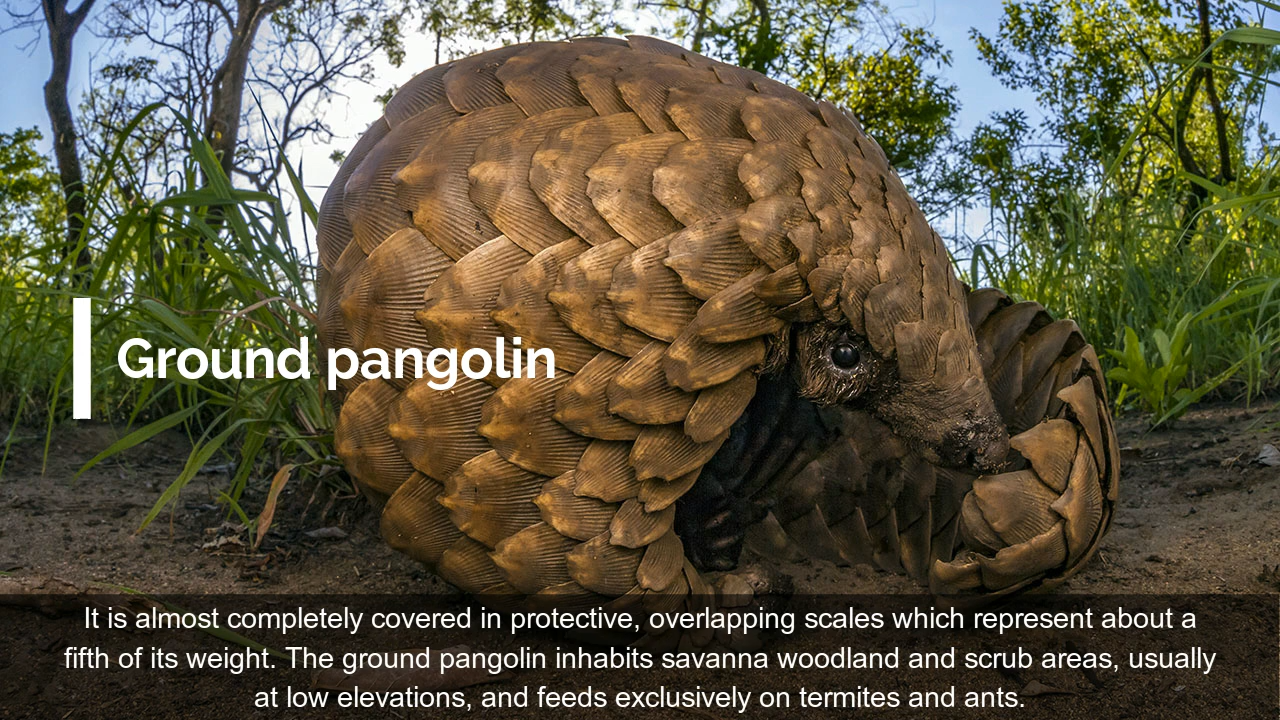 Ground pangolin
It is almost completely covered in protective, overlapping scales which represent about a
fifth of its weight. The ground pangolin inhabits savanna woodland and scrub areas, usually
at low elevations, and feeds exclusively on termites and ants.